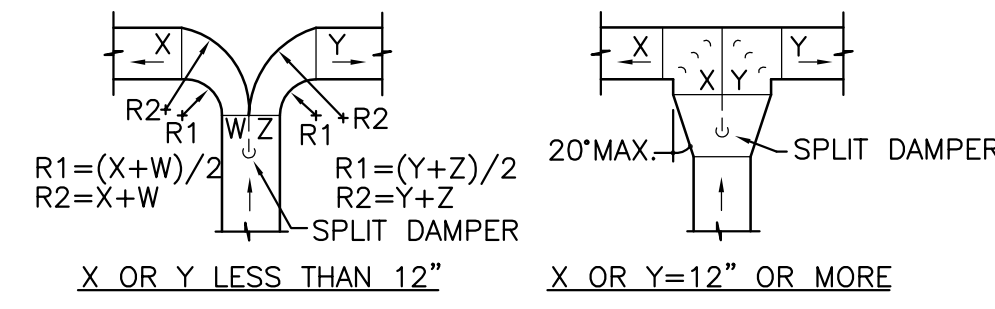 X
Y
R2
R1
W Z
R1
R2
R1=(X+W)/2
R2=X+W
R1=(Y+Z)/2
R2=Y+Z
SPLIT DAMPER
X OR Y LESS THAN 12”
X
Y
X Y
20°MAX.
SPLIT DAMPER
X OR Y=12” OR MORE